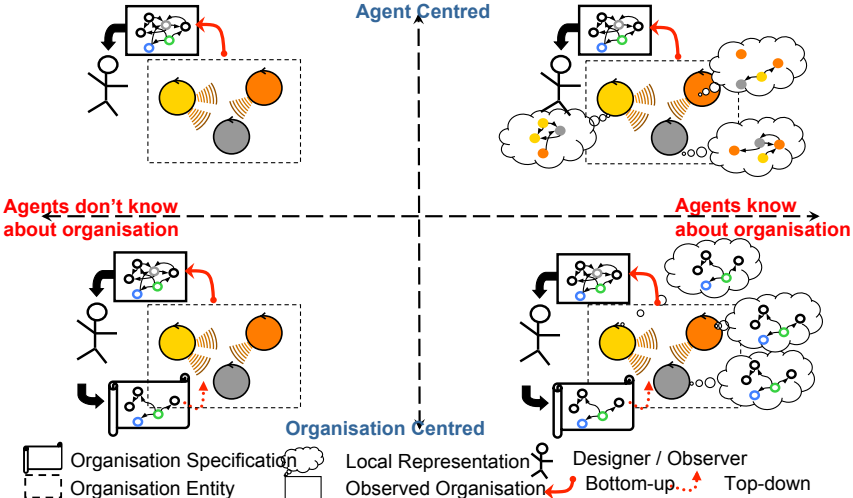 Agent Centred
Agents don't know
about organisation
Agents know
about organisation
Organisation Centred
Organisation Specification
Local Representation
Designer / Observer
Organisation Entity
Observed Organisation
Bottom-up
Top-down